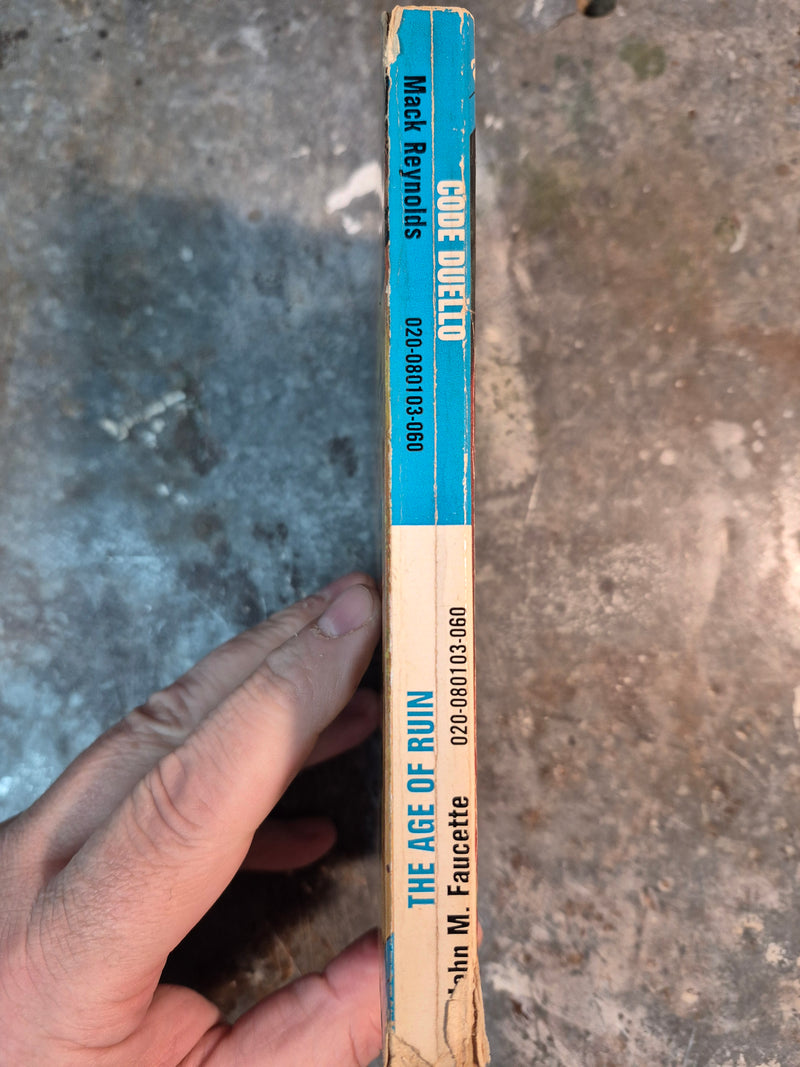 CODE DUELLO
Mack Reynolds
020-080103-060
THE AGE OF RUIN
John M. Faucette
020-080103-060